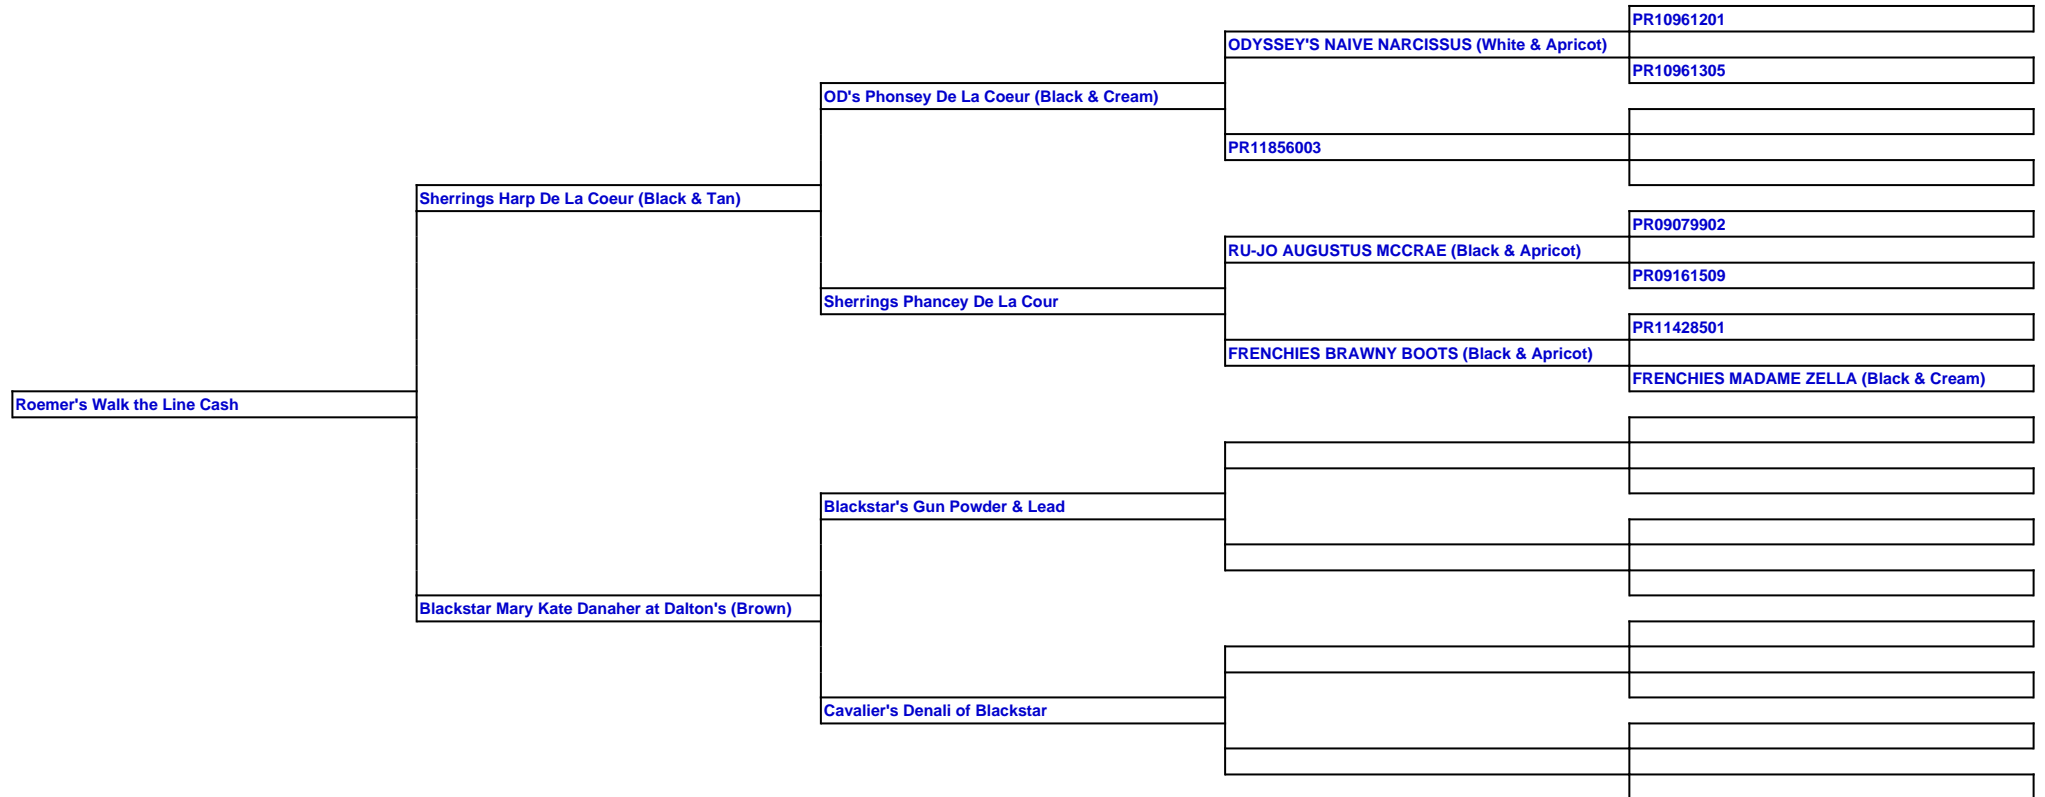 PR10961201
ODYSSEY'S NAIVE NARCISSUS (White & Apricot)
PR10961305
OD's Phonsey De La Coeur (Black & Cream)
PR11856003
Sherrings Harp De La Coeur (Black & Tan)
PR09079902
RU-JO AUGUSTUS MCCRAE (Black & Apricot)
PR09161509
Sherrings Phancey De La Cour
PR11428501
FRENCHIES BRAWNY BOOTS (Black & Apricot)
FRENCHIES MADAME ZELLA (Black & Cream)
Roemer's Walk the Line Cash
Blackstar's Gun Powder & Lead
Blackstar Mary Kate Danaher at Dalton's (Brown)
Cavalier's Denali of Blackstar